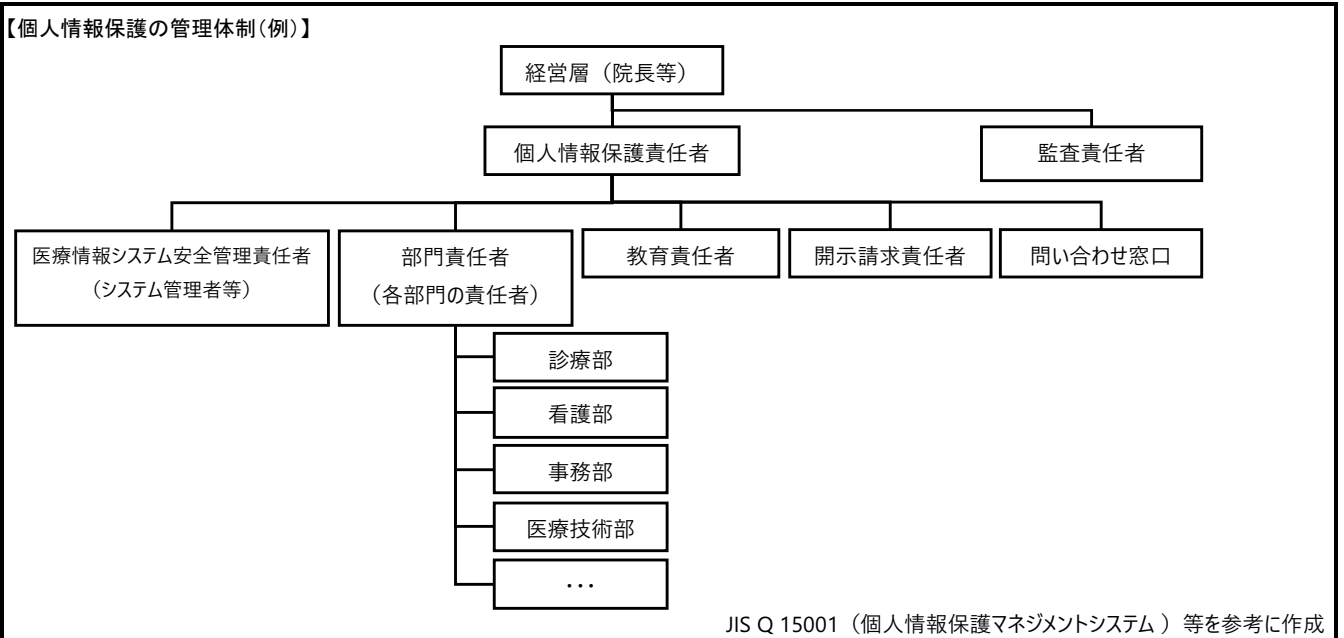 【個人情報保護の管理体制（例）】
経営層（院長等）
個人情報保護責任者
監査責任者
医療情報システム安全管理責任者
（システム管理者等）
部門責任者
（各部門の責任者）
教育責任者
開示請求責任者
問い合わせ窓口
診療部
看護部
事務部
医療技術部
・・・
JIS Q 15001（個人情報保護マネジメントシステム ）等を参考に作成